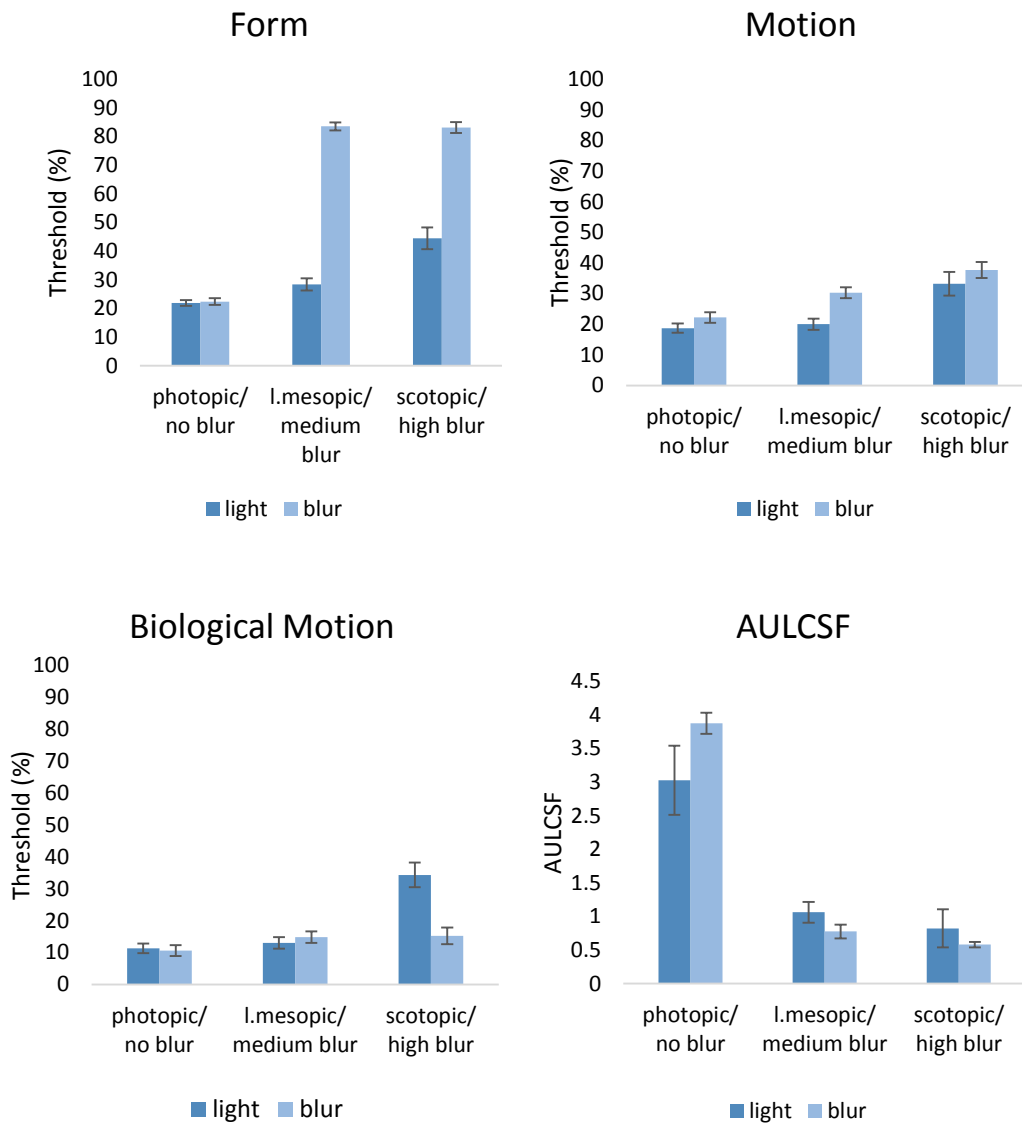 Form
100
90
80
70
60
50
40
30
20
10
0
Threshold (%)
photopic/
no blur
l.mesopic/
medium
blur
scotopic/
high blur
light
blur
Motion
100
90
80
70
60
50
40
30
20
10
0
Threshold (%)
photopic/
no blur
l.mesopic/
medium blur
scotopic/
high blur
light
blur
Biological Motion
100
90
80
70
60
50
40
30
20
10
0
Threshold (%)
photopic/
no blur
l.mesopic/
medium blur
scotopic/
high blur
light
blur
AULCSF
4.5
4
3.5
3
2.5
2
1.5
1
0.5
0
AULCSF
photopic/
no blur
l.mesopic/
medium blur
scotopic/
high blur
light
blur